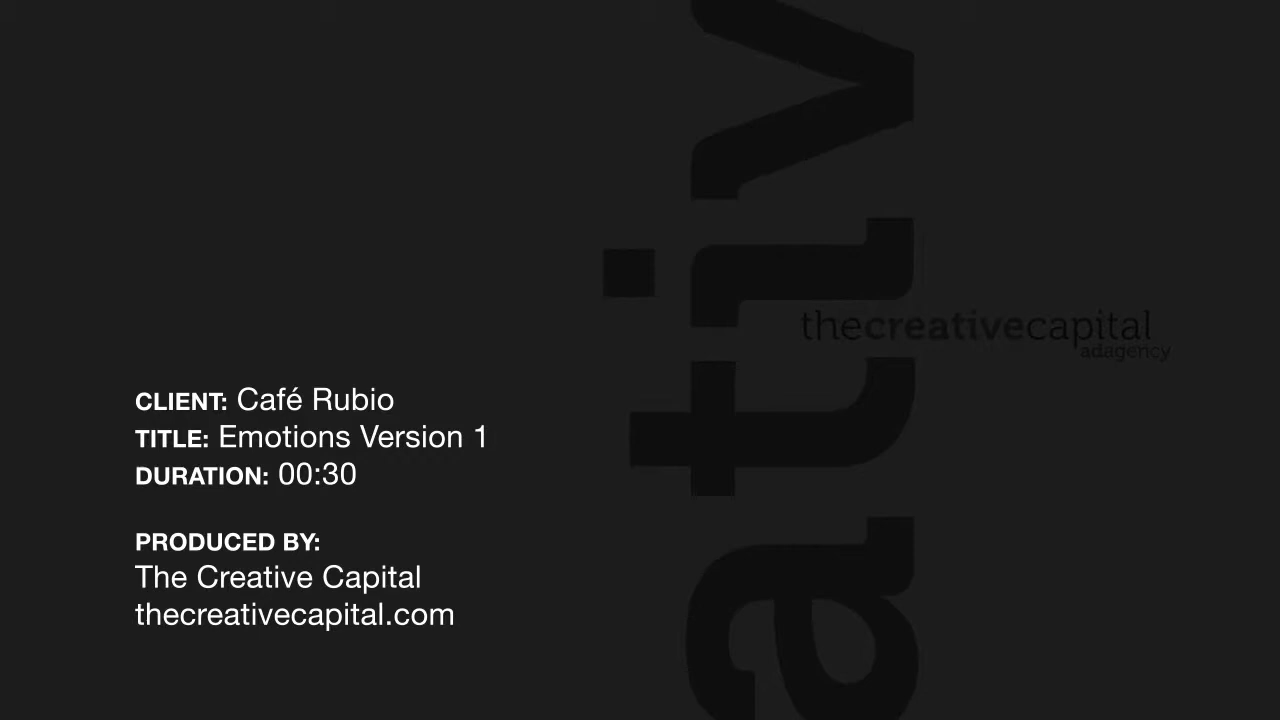 CLIENT: Café Rubio
TITLE: Emotions Version 1
DURATION: 00:30
PRODUCED BY:
The Creative Capital
thecreativecapital.com
ativ
thecreativecapital
adagency